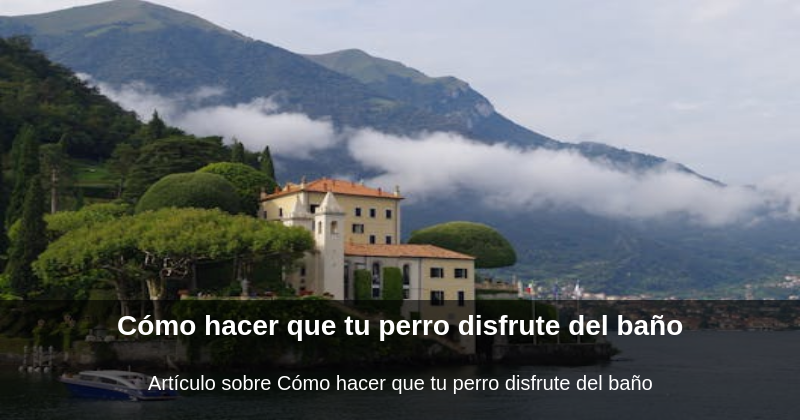 Cómo hacer que tu perro disfrute del baño
Artículo sobre Cómo hacer que tu perro disfrute del baño